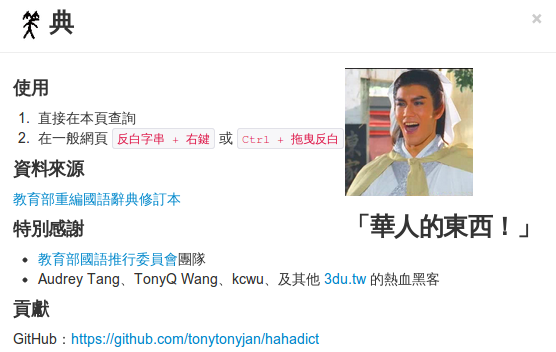 典
×
使用
1. 直接在本頁查詢
2. 在一般網頁 反白字串 + 右鍵 或 Ctrl + 拖曳反白
資料來源
教育部重編國語辭典修訂本
「華人的東西！」
特別感謝
• 教育部國語推行委員會團隊
• Audrey Tang、TonyQ Wang、kcwu、及其他 3du.tw 的熱血黑客
貢獻
GitHub：https://github.com/tonytonyjan/hahadict